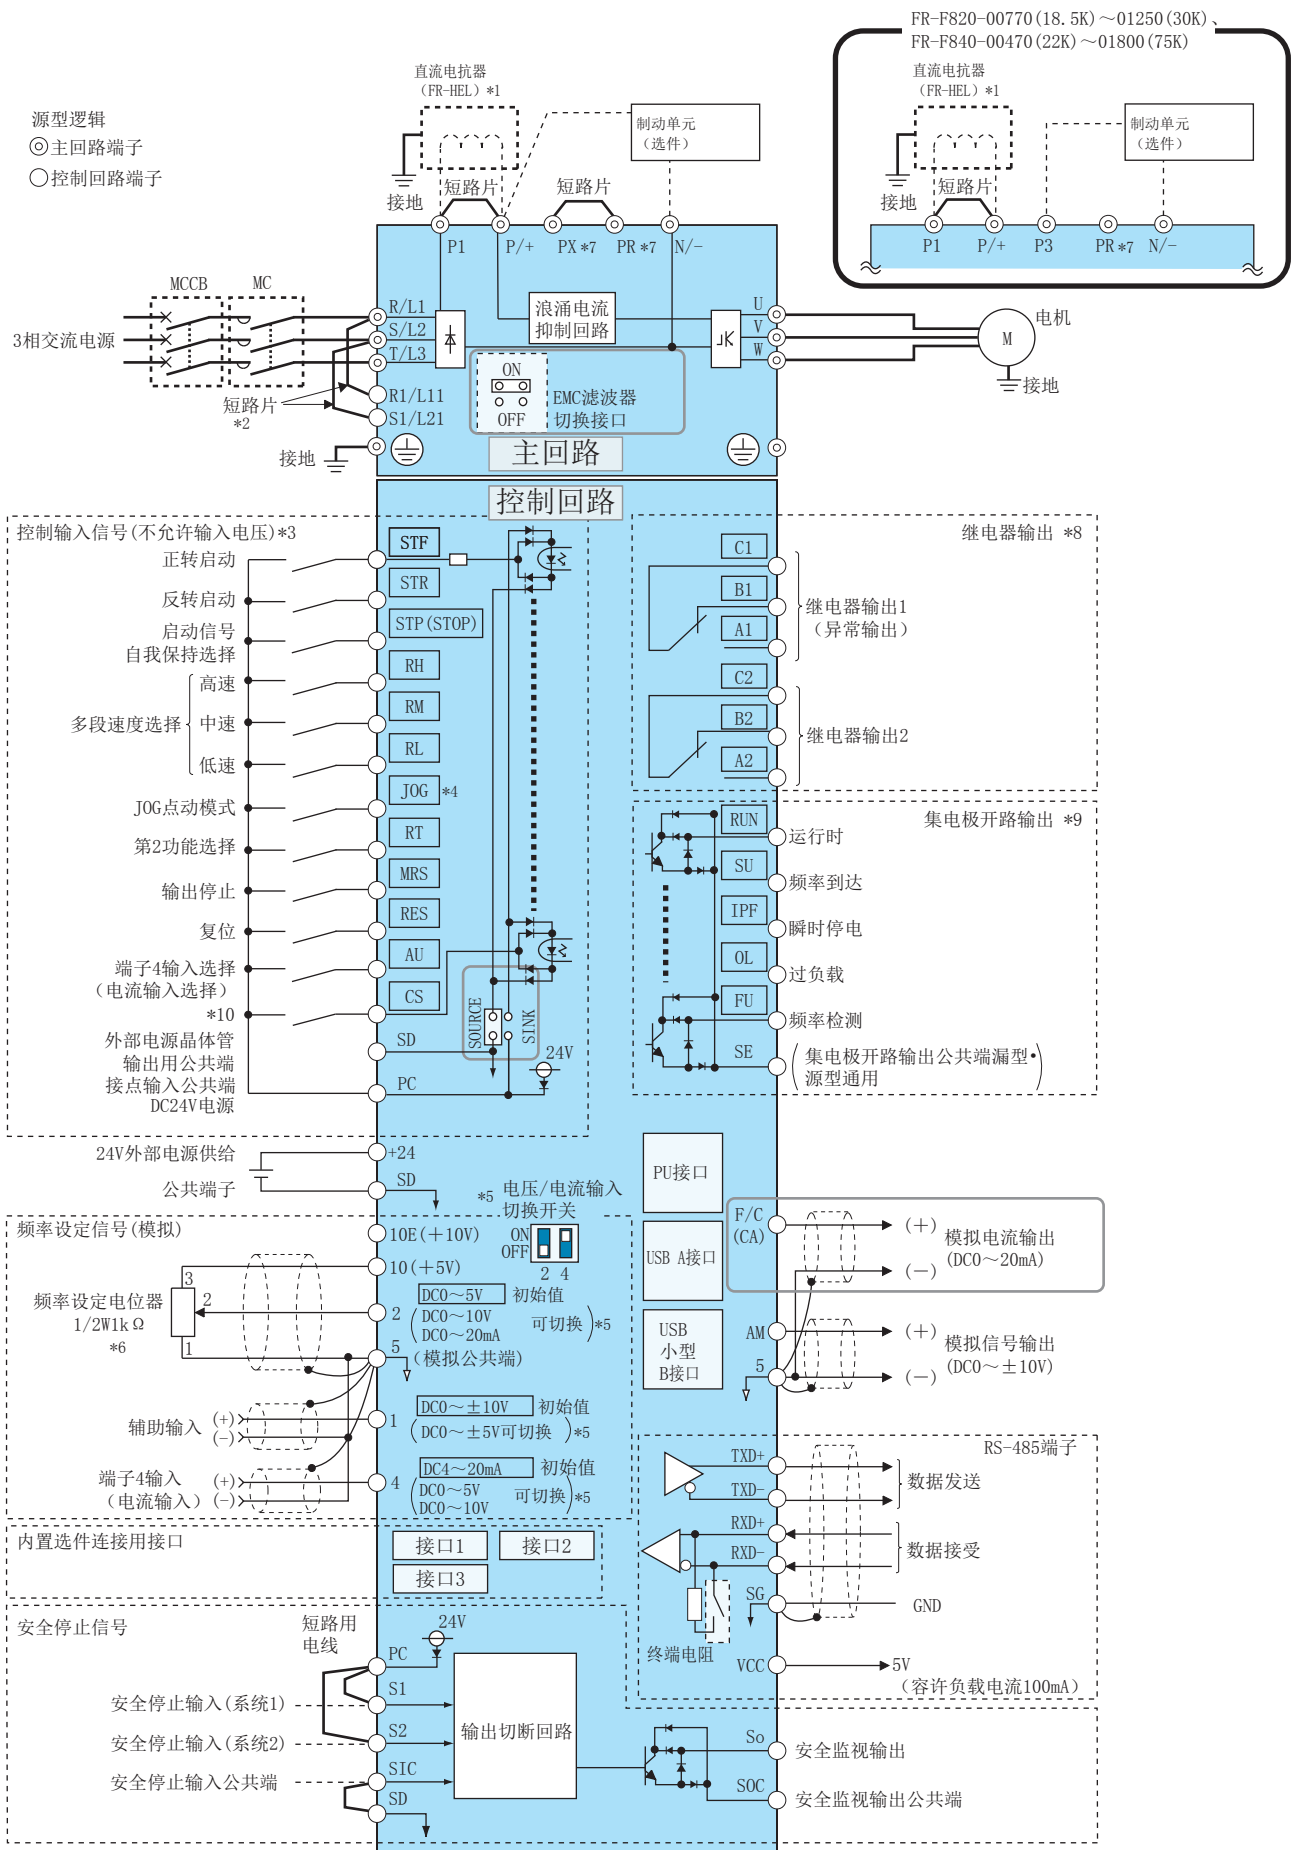 FR-F820-00770(18.5K)～01250(30K)、
FR-F840-00470(22K)～01800(75K)
直流电抗器
（FR-HEL）*1
制动单元
（选件）
接地
短路片
P1
P/+
P3
PR *7
N/-
源型逻辑
主回路端子
控制回路端子
直流电抗器
（FR-HEL）*1
制动单元
（选件）
接地
短路片
短路片
P1
P/+
PX *7
PR *7
N/-
MCCB
MC
3相交流电源
R/L1
S/L2
T/L3
R1/L11
S1/L21
短路片
*2
接地
浪涌电流
抑制回路
ON
OFF
EMC滤波器
切换接口
U
V
W
M
电机
接地
主回路
控制回路
控制输入信号(不允许输入电压)*3
正转启动
反转启动
启动信号
自我保持选择
高速
多段速度选择
中速
低速
JOG点动模式
第2功能选择
输出停止
复位
端子4输入选择
（电流输入选择）
*10
外部电源晶体管
输出用公共端
接点输入公共端
DC24V电源
STF
STR
STP(STOP)
RH
RM
RL
JOG *4
RT
MRS
RES
AU
CS
SD
PC
SOURCE
SINK
24V
继电器输出 *8
C1
B1
A1
继电器输出1
（异常输出）
C2
B2
A2
继电器输出2
集电极开路输出 *9
RUN
运行时
SU
频率到达
IPF
瞬时停电
OL
过负载
FU
频率检测
SE
集电极开路输出公共端漏型•
源型通用
24V外部电源供给
公共端子
+24
SD
*5 电压/电流输入
切换开关
ON
OFF
2 4
频率设定信号(模拟)
10E(＋10V)
10(＋5V)
3
2
1
频率设定电位器
1/2W1kΩ
*6
2
DC0～5V 初始值
DC0～10V
DC0～20mA
可切换 *5
5
(模拟公共端)
辅助输入
(+)
(-)
1
DC0～±10V 初始值
DC0～±5V可切换 *5
端子4输入
（电流输入）
(+)
(-)
4
DC4～20mA 初始值
DC0～5V
DC0～10V
可切换 *5
PU接口
USB A接口
USB
小型
B接口
F/C
(CA)
(＋)
(－)
模拟电流输出
(DC0～20mA)
AM
5
(＋)
(－)
模拟信号输出
(DC0～±10V)
RS-485端子
TXD+
TXD-
数据发送
RXD+
RXD-
数据接受
SG
GND
终端电阻
VCC
5V
（容许负载电流100mA）
内置选件连接用接口
接口1
接口2
接口3
安全停止信号
短路用
电线
24V
PC
S1
安全停止输入(系统1)
S2
安全停止输入(系统2)
SIC
安全停止输入公共端
SD
输出切断回路
So
安全监视输出
SOC
安全监视输出公共端